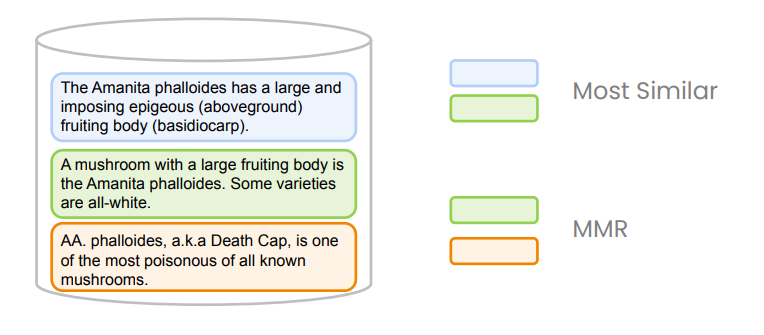 The Amanita phalloides has a large and
imposing epigeous (aboveground)
fruiting body (basidiocarp).
A mushroom with a large fruiting body is
the Amanita phalloides. Some varieties
are all-white.
AA. phalloides, a.k.a Death Cap, is one
of the most poisonous of all known
mushrooms.
Most Similar
MMR